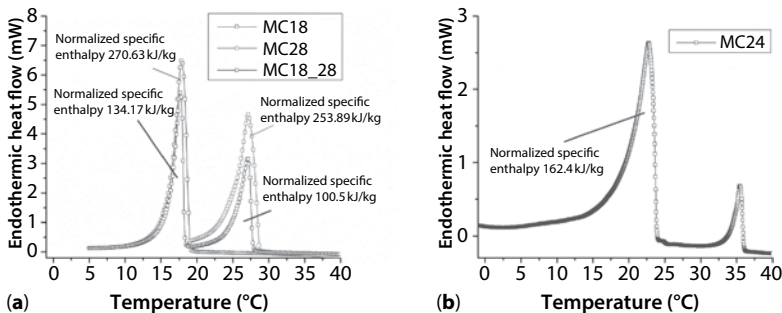 Endothermic heat flow (mW)
8
7
6
5
4
3
2
1
0
MC18
MC28
MC18_28
Normalized specific
enthalpy 270.63 kJ/kg
Normalized specific
enthalpy 134.17 kJ/kg
Normalized specific
enthalpy 253.89 kJ/kg
Normalized specific
enthalpy 100.5 kJ/kg
0 5 10 15 20 25 30 35 40
(a) Temperature (°C)
Endothermic heat flow (mW)
3
2
1
0
MC24
Normalized specific
enthalpy 162.4 kJ/kg
0 5 10 15 20 25 30 35 40
(b) Temperature (°C)